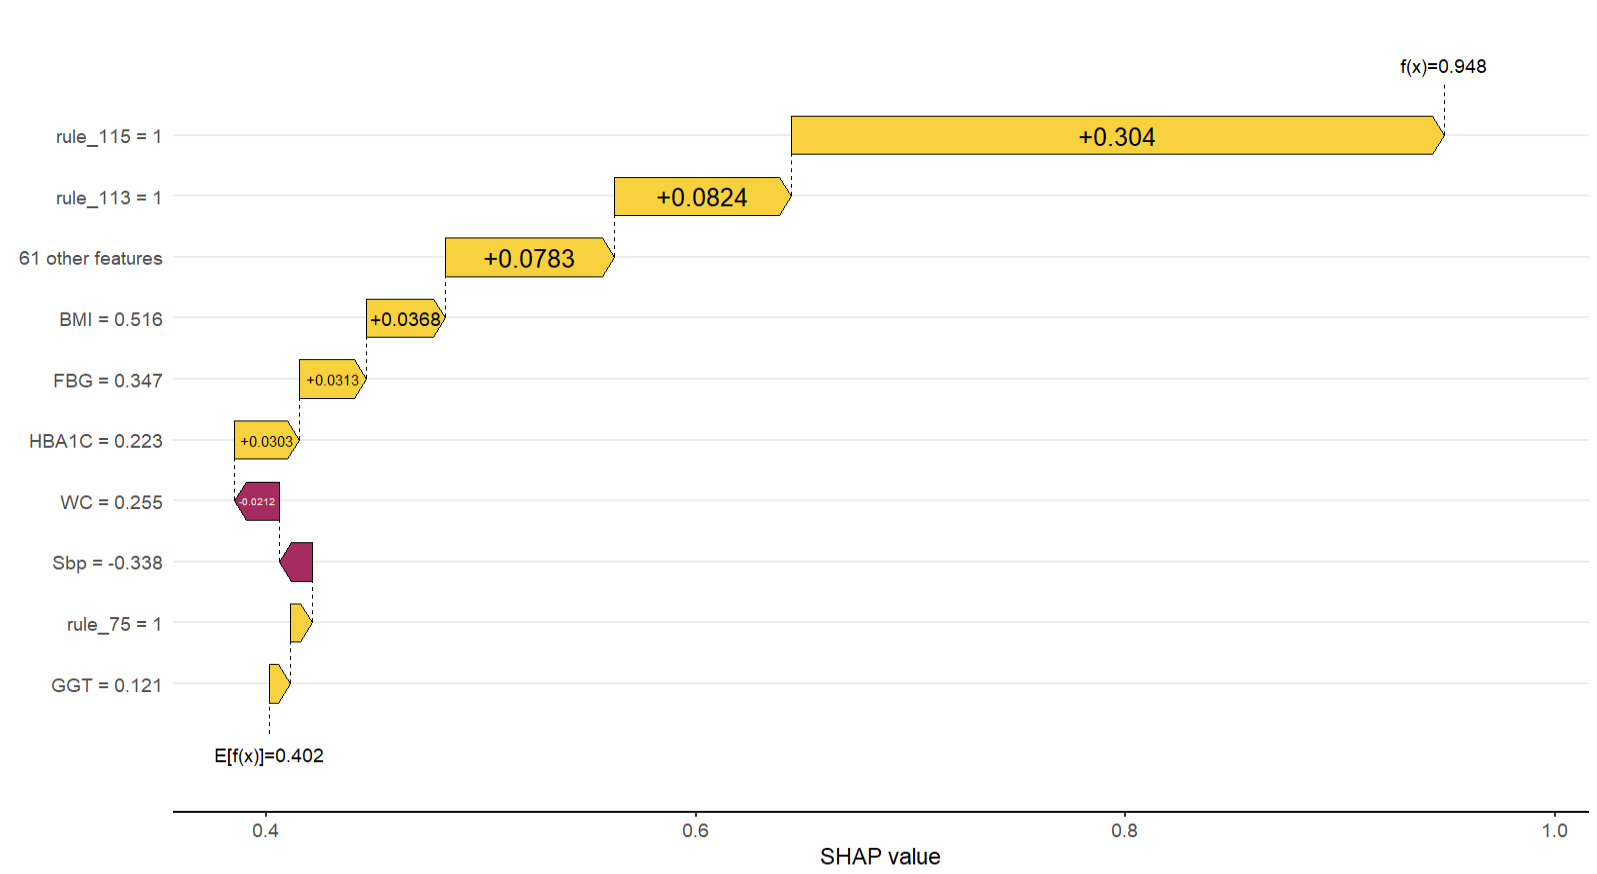 f(x)=0.948
rule_115 = 1
+0.304
rule_113 = 1
+0.0824
61 other features
+0.0783
BMI = 0.516
+0.0368
FBG = 0.347
+0.0313
HBA1C = 0.223
+0.0303
WC = 0.255
-0.0212
Sbp = -0.338
rule_75 = 1
GGT = 0.121
E[f(x)]=0.402
0.4 0.6 0.8 1.0
SHAP value